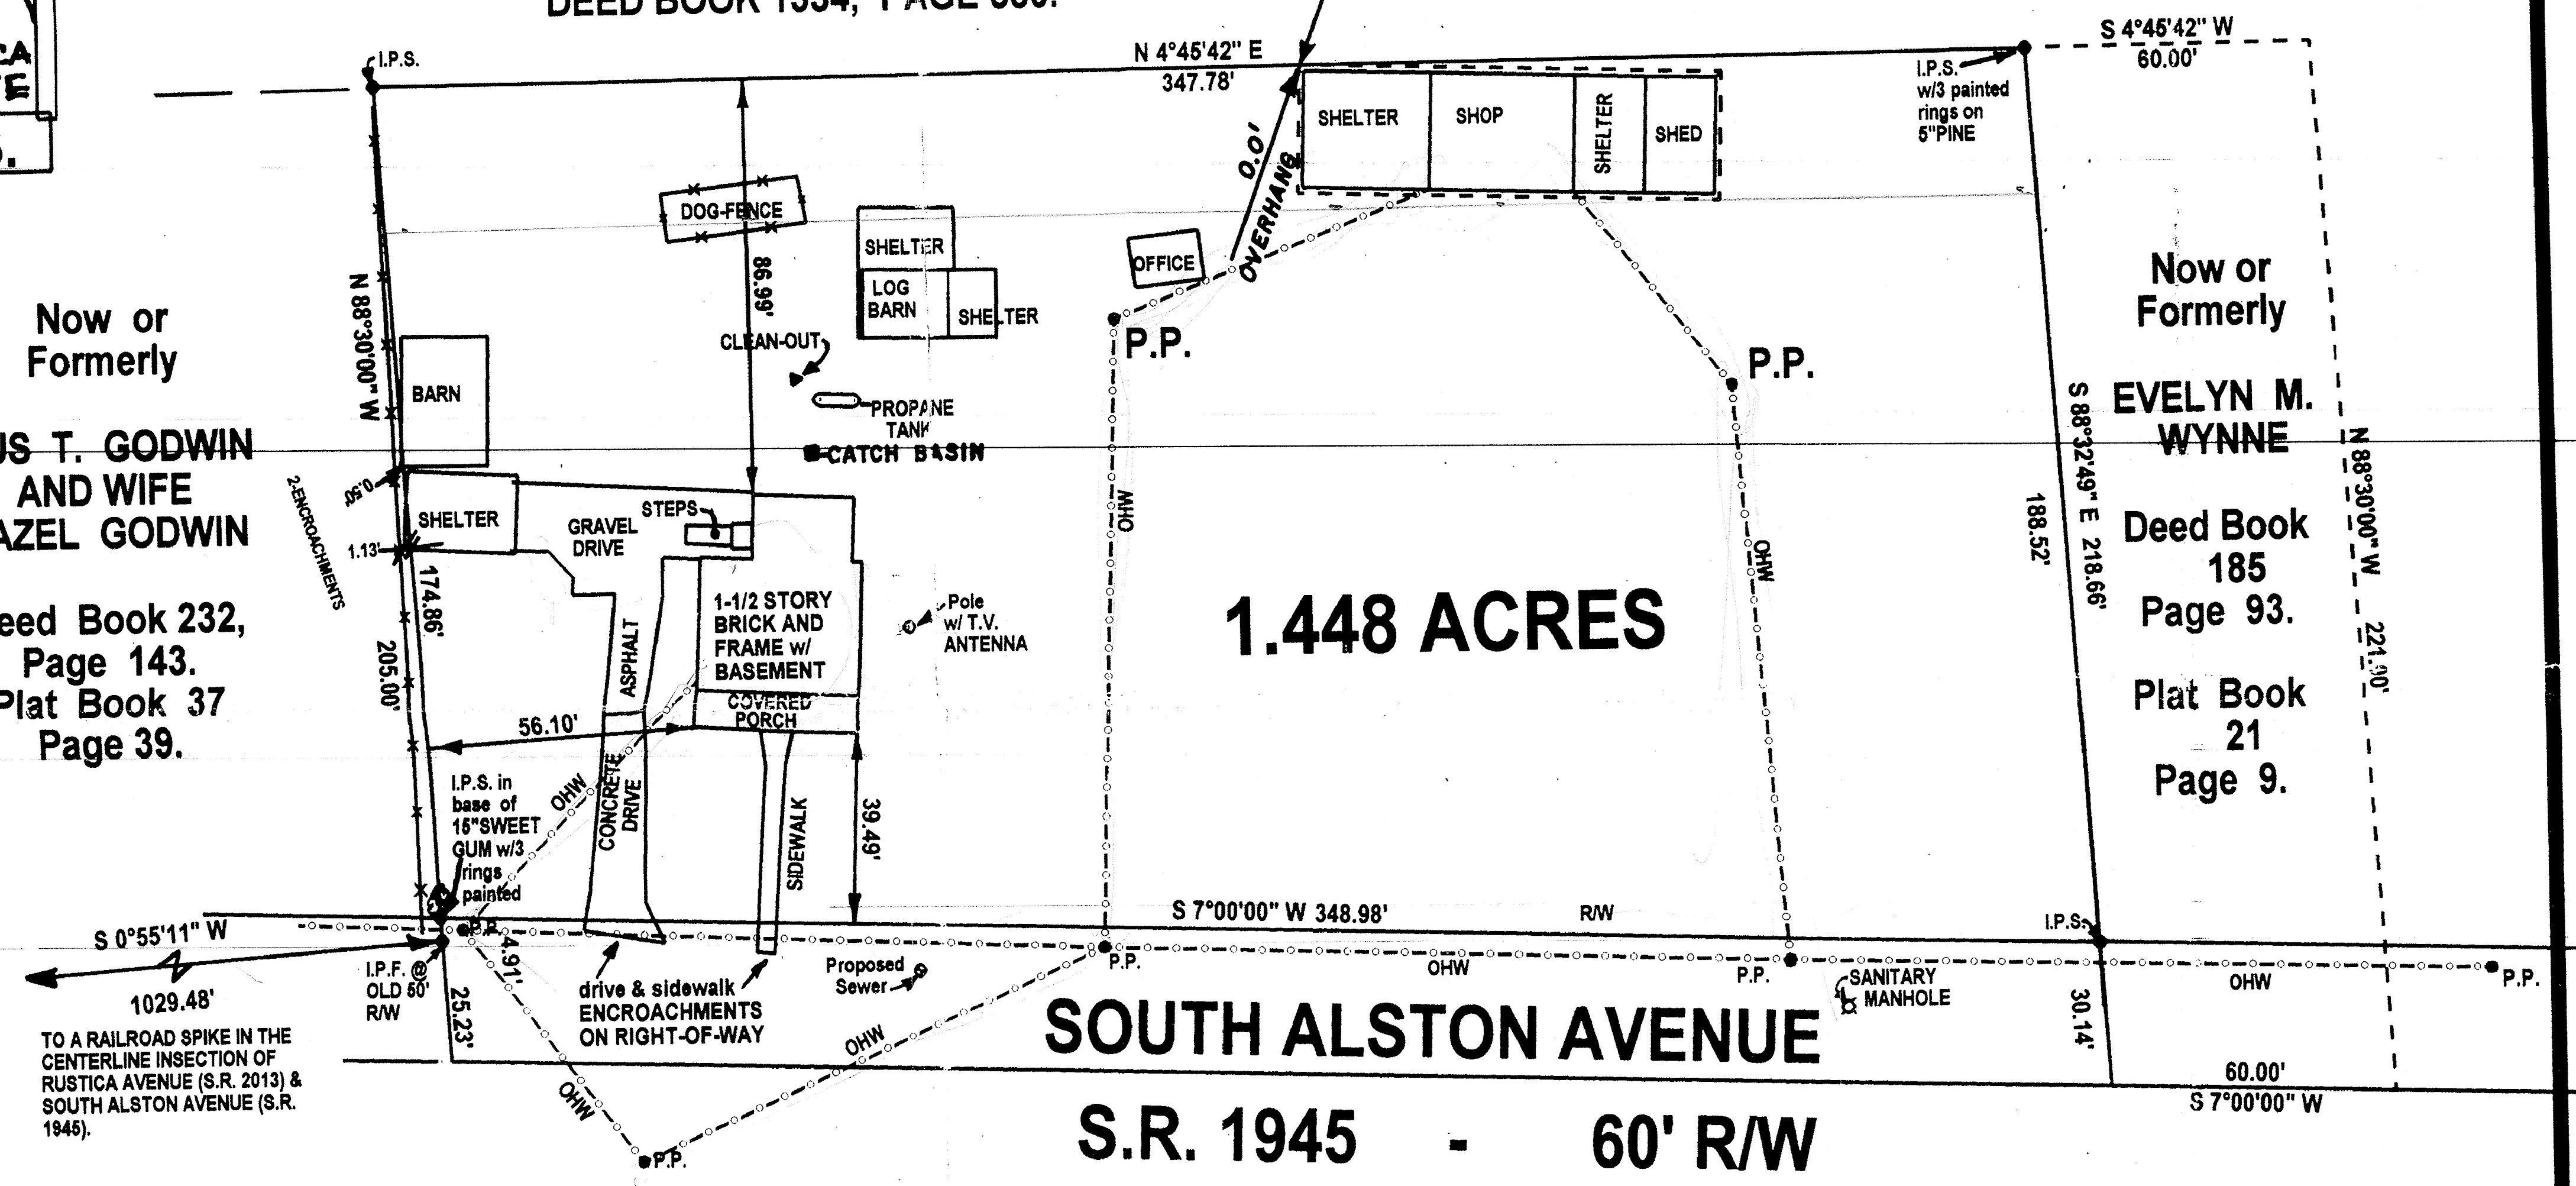 DEED BOOK 1334, PAGE 686.
I.P.S.
N 4°45'42" E
347.78'
S 4°45'42" W
60.00'
I.P.S.
w/3 painted
rings on
5"PINE
SHELTER
SHOP
SHELTER
SHED
0.0'
OVERHANG
DOG-FENCE
86.99'
SHELTER
LOG
BARN
SHELTER
OFFICE
P.P.
P.P.
CLEAN-OUT
PROPANE
TANK
CATCH BASIN
Now or
Formerly
T. GODWIN
AND WIFE
GODWIN
Book 232,
Page 143.
Plat Book 37
Page 39.
N 88°30'00" W
205.00'
174.86'
BARN
0.50'
1.13'
2-ENCROACHMENTS
SHELTER
GRAVEL
DRIVE
STEPS
1-1/2 STORY
BRICK AND
FRAME w/
BASEMENT
COVERED
PORCH
ASPHALT
56.10'
CONCRETE
DRIVE
SIDEWALK
39.49'
Pole
w/ T.V.
ANTENNA
OHW
OHW
1.448 ACRES
S 88°32'49" E 218.66'
188.52'
Now or
Formerly
EVELYN M.
WYNNE
Deed Book
185
Page 93.
Plat Book
21
Page 9.
N 88°30'00" W
221.00'
I.P.S. in
base of
15"SWEET
GUM w/3
rings
painted
OHW
S 0°55'11" W
1029.48'
TO A RAILROAD SPIKE IN THE
CENTERLINE INSECTION OF
RUSTICA AVENUE (S.R. 2013) &
SOUTH ALSTON AVENUE (S.R.
1945).
P.P.
4.91'
I.P.F. @
OLD 50'
R/W
25.23'
drive & sidewalk
ENCROACHMENTS
ON RIGHT-OF-WAY
Proposed
Sewer
S 7°00'00" W 348.98'
R/W
I.P.S.
P.P.
OHW
P.P.
SANITARY
MANHOLE
OHW
P.P.
30.14'
OHW
OHW
P.P.
SOUTH ALSTON AVENUE
S.R. 1945 - 60' R/W
60.00'
S 7°00'00" W